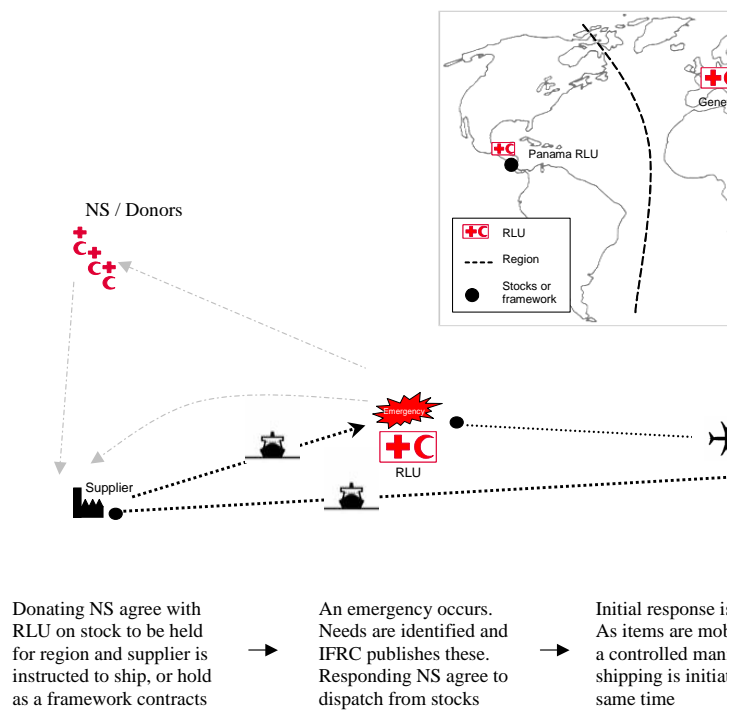 Gene
Panama RLU
RLU
Region
Stocks or
framework
NS / Donors
Emergency
RLU
Supplier
Donating NS agree with
RLU on stock to be held
for region and supplier is
instructed to ship, or hold
as a framework contracts
An emergency occurs.
Needs are identified and
IFRC publishes these.
Responding NS agree to
dispatch from stocks
Initial response is
As items are mob
a controlled man
shipping is initiat
same time